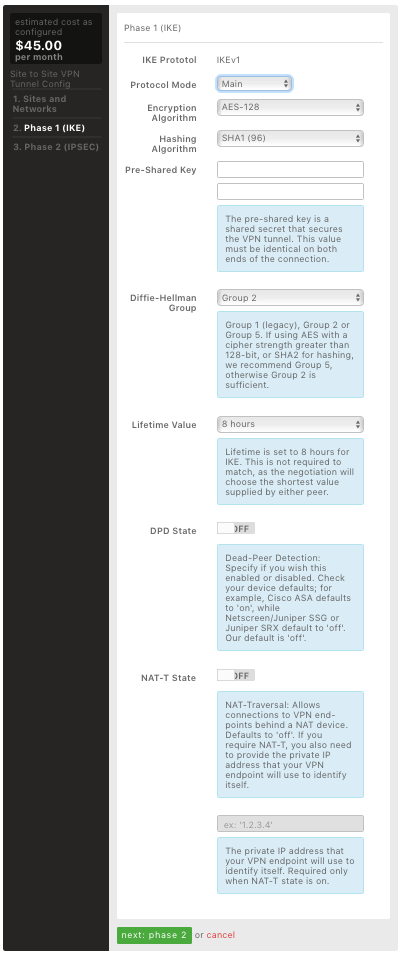 estimated cost as
configured
$45.00
per month
Site to Site VPN
Tunnel Config
1. Sites and
Networks
2. Phase 1 (IKE)
3. Phase 2 (IPSEC)
Phase 1 (IKE)
IKE Prototol
IKEv1
Protocol Mode
Main
Encryption
Algorithm
AES-128
Hashing
Algorithm
SHA1 (96)
Pre-Shared Key
The pre-shared key is a
shared secret that secures
the VPN tunnel. This value
must be identical on both
ends of the connection.
Diffie-Hellman
Group
Group 2
Group 1 (legacy), Group 2 or
Group 5. If using AES with a
cipher strength greater than
128-bit, or SHA2 for hashing,
we recommend Group 5,
otherwise Group 2 is
sufficient.
Lifetime Value
8 hours
Lifetime is set to 8 hours for
IKE. This is not required to
match, as the negotiation will
choose the shortest value
supplied by either peer.
DPD State
OFF
Dead-Peer Detection:
Specify if you wish this
enabled or disabled. Check
your device defaults; for
example, Cisco ASA defaults
to 'on', while
Netscreen/Juniper SSG or
Juniper SRX default to 'off'.
Our default is 'off'.
NAT-T State
OFF
NAT-Traversal: Allows
connections to VPN end-
points behind a NAT device.
Defaults to 'off'. If you
require NAT-T, you also need
to provide the private IP
address that your VPN
endpoint will use to identify
itself.
ex: '1.2.3.4'
The private IP address that
your VPN endpoint will use to
identify itself. Required only
when NAT-T state is on.
next: phase 2 or cancel